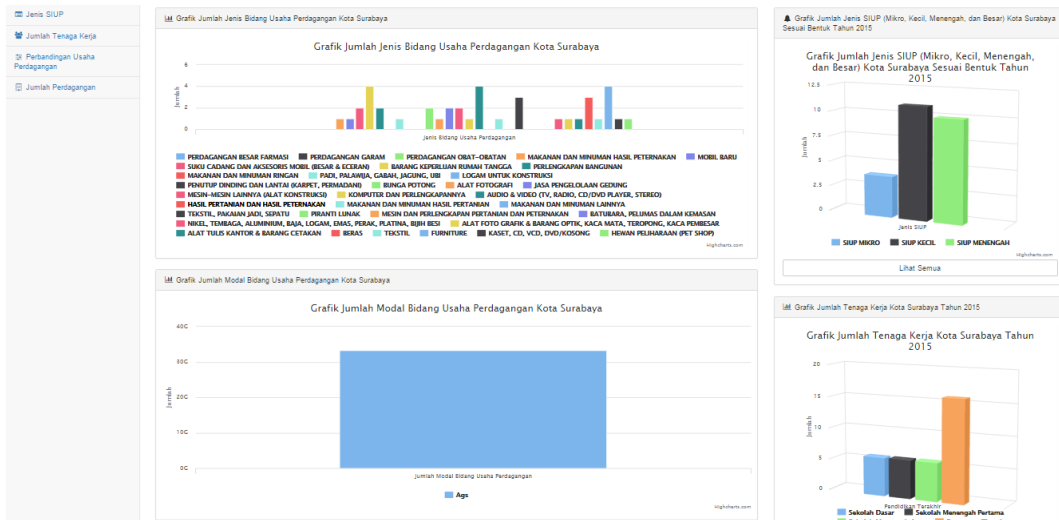 Jenis SIUP
Jumlah Tenaga Kerja
Perbandingan Usaha
Perdagangan
Jumlah Perdagangan
Grafik Jumlah Jenis Bidang Usaha Perdagangan Kota Surabaya
Grafik Jumlah Jenis Bidang Usaha Perdagangan Kota Surabaya
6
4
2
0
Jumlah
Jenis Bidang Usaha Perdagangan
PERDAGANGAN BESAR FARMASI PERDAGANGAN GARAM PERDAGANGAN OBAT-OBATAN MAKANAN DAN MINUMAN HASIL PETERNAKAN MOBIL BARU
SUKU CADANG DAN AKSESORIS MOBIL (BESAR & ECERAN) BARANG KEPERLUAN RUMAH TANGGA PERLENGKAPAN BANGUNAN
MAKANAN DAN MINUMAN RINGAN PADI, PALAWIJA, GABAH, JAGUNG, UBI LOGAM UNTUK KONSTRUKSI
PENUTUP DINDING DAN LANTAI (KARPET, PERMADANI) BUNGA POTONG ALAT FOTOGRAFI JASA PENGELOLAAN GEDUNG
MESIN-MESIN LAINNYA (ALAT KONSTRUKSI) KOMPUTER DAN PERLENGKAPANNYA AUDIO & VIDEO (TV, RADIO, CD/DVD PLAYER, STEREO)
HASIL PERTANIAN DAN HASIL PETERNAKAN MAKANAN DAN MINUMAN HASIL PERTANIAN MAKANAN DAN MINUMAN LAINNYA
TEKSTIL, PAKAIAN JADI, SEPATU PIRANTI LUNAK MESIN DAN PERLENGKAPAN PERTANIAN DAN PETERNAKAN BATUBARA, PELUMAS DALAM KEMASAN
NIKEL, TEMBAGA, ALUMINIUM, BAJA, LOGAM, EMAS, PERAK, PLATINA, BIJIH BESI ALAT FOTO GRAFIK & BARANG OPTIK, KACA MATA, TEROPONG, KACA PEMBESAR
ALAT TULIS KANTOR & BARANG CETAKAN BERAS TEKSTIL FURNITURE KASET, CD, VCD, DVD/KOSONG HEWAN PELIHARAAN (PET SHOP)
Highcharts.com
Grafik Jumlah Modal Bidang Usaha Perdagangan Kota Surabaya
Grafik Jumlah Modal Bidang Usaha Perdagangan Kota Surabaya
40G
30G
20G
10G
0G
Jumlah
Jumlah Modal Bidang Usaha Perdagangan
Ags
Highcharts.com
Grafik Jumlah Jenis SIUP (Mikro, Kecil, Menengah, dan Besar) Kota Surabaya
Sesuai Bentuk Tahun 2015
Grafik Jumlah Jenis SIUP (Mikro, Kecil, Menengah,
dan Besar) Kota Surabaya Sesuai Bentuk Tahun
2015
12.5
10
7.5
5
2.5
0
Jumlah
Jenis SIUP
SIUP MIKRO SIUP KECIL SIUP MENENGAH
Highcharts.com
Lihat Semua
Grafik Jumlah Tenaga Kerja Kota Surabaya Tahun 2015
Grafik Jumlah Tenaga Kerja Kota Surabaya Tahun
2015
20
15
10
5
0
Jumlah
Pendidikan Terakhir
Sekolah Dasar Sekolah Menengah Pertama